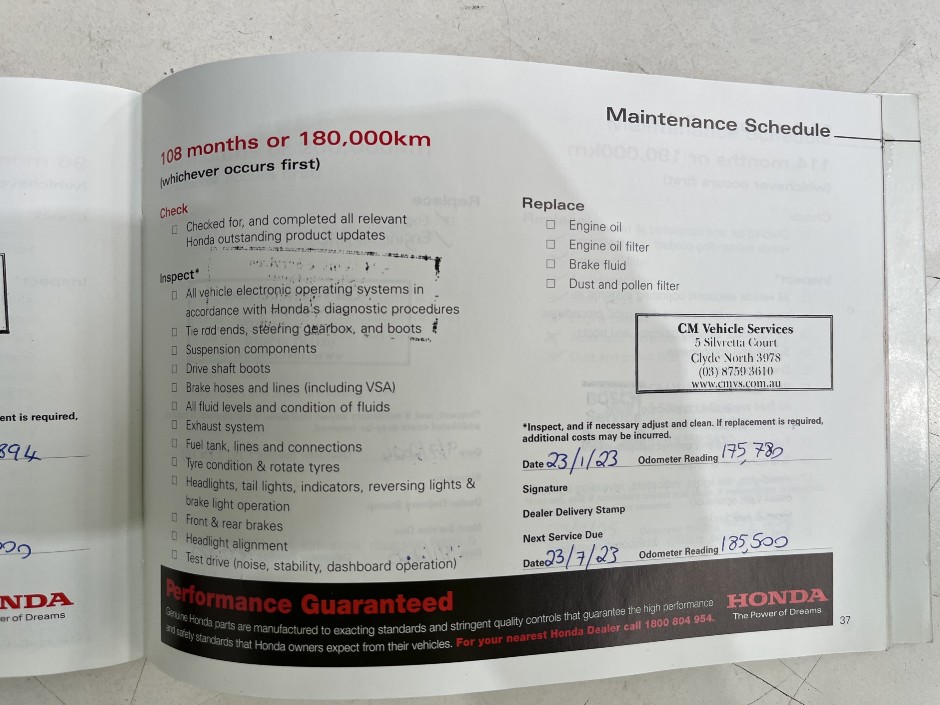 ent is required,
894
NDA
er of Dreams
Maintenance Schedule
108 months or 180,000km
(whichever occurs first)
Check
Checked for, and completed all relevant
Honda outstanding product updates
Inspect*
All vehicle electronic operating systems in
accordance with Honda's diagnostic procedures
Tie rod ends, steering gearbox, and boots
Suspension components
Drive shaft boots
Brake hoses and lines (including VSA)
All fluid levels and condition of fluids
Exhaust system
Fuel tank, lines and connections
Tyre condition & rotate tyres
Headlights, tail lights, indicators, reversing lights &
brake light operation
Front & rear brakes
Headlight alignment
Test drive (noise, stability, dashboard operation)
Replace
Engine oil
Engine oil filter
Brake fluid
Dust and pollen filter
CM Vehicle Services
5 Silvretta Court
Clyde North 3978
(03) 8759 3610
www.cmvs.com.au
*Inspect, and if necessary adjust and clean. If replacement is required,
additional costs may be incurred.
Date 23/1/23 Odometer Reading 175,780
Signature
Dealer Delivery Stamp
Next Service Due
Date 23/7/23 Odometer Reading 185,500
Performance Guaranteed
Genuine Honda parts are manufactured to exacting standards and stringent quality controls that guarantee the high performance
and safety standards that Honda owners expect from their vehicles. For your nearest Honda Dealer call 1800 804 954.
HONDA
The Power of Dreams
37